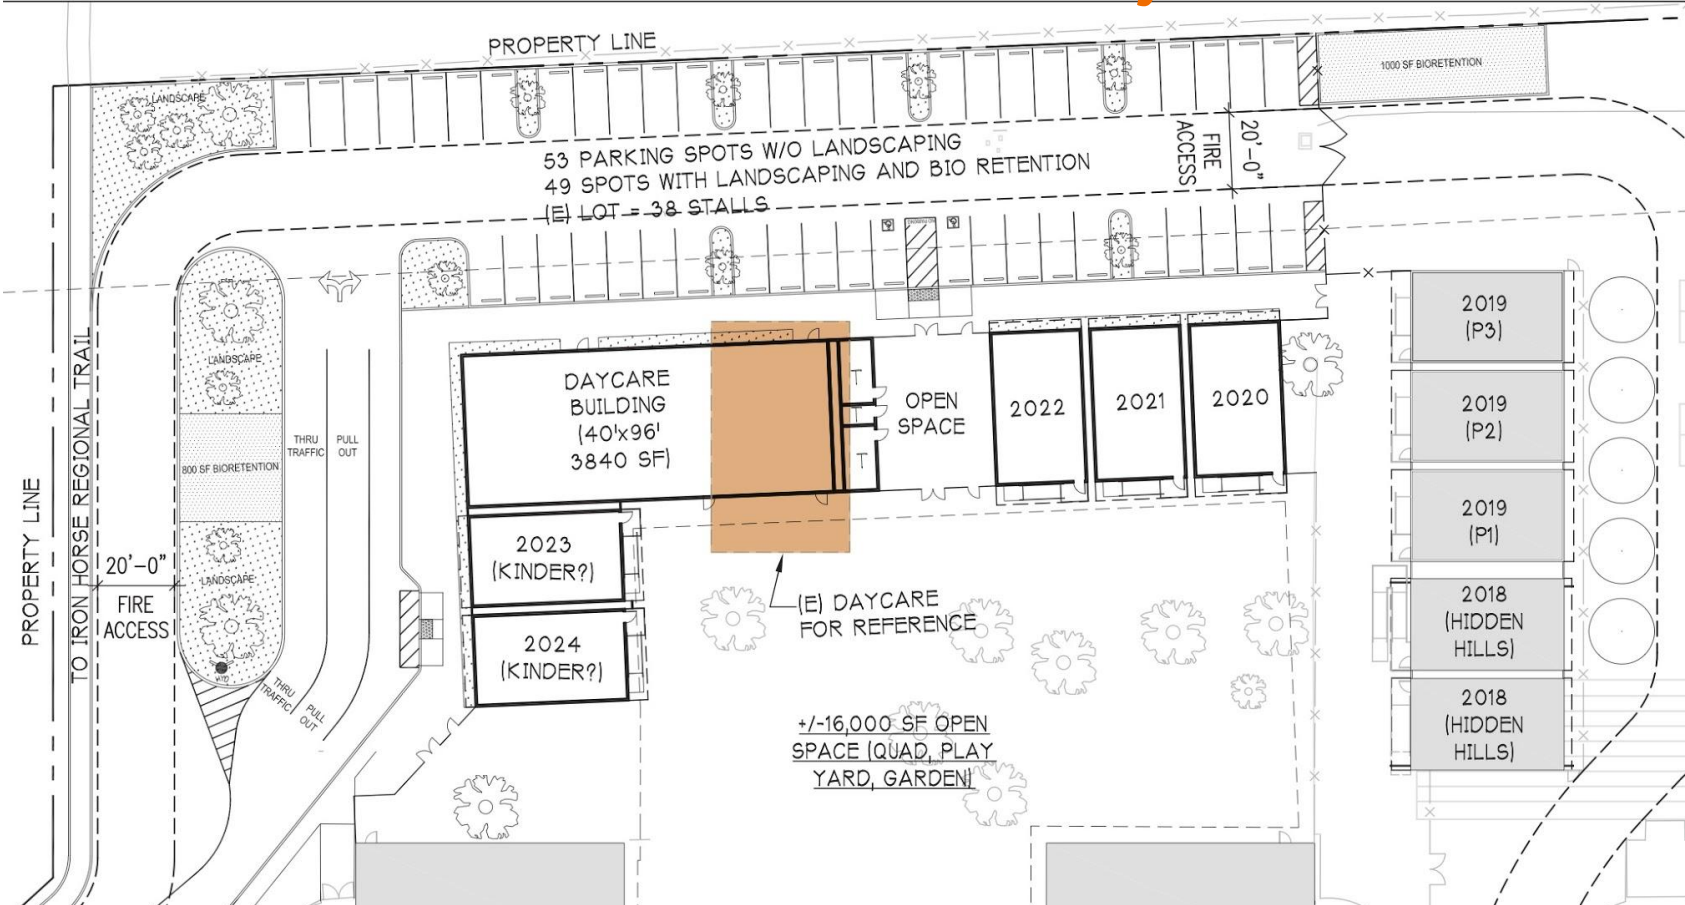 PROPERTY LINE
LANDSCAPE
1000 SF BIORETENTION
53 PARKING SPOTS W/O LANDSCAPING
49 SPOTS WITH LANDSCAPING AND BIO RETENTION
(E) LOT = 38 STALLS
FIRE
ACCESS
20'-0"
NO PARKING
LANDSCAPE
800 SF BIORETENTION
LANDSCAPE
THRU
TRAFFIC
PULL
OUT
THRU
TRAFFIC
PULL
OUT
PROPERTY LINE
TO IRON HORSE REGIONAL TRAIL
20'-0"
FIRE
ACCESS
HYD
DAYCARE
BUILDING
(40'x96'
3840 SF)
T
T
T
OPEN
SPACE
2022
2021
2020
2023
(KINDER?)
2024
(KINDER?)
(E) DAYCARE
FOR REFERENCE
+/-16,000 SF OPEN
SPACE (QUAD, PLAY
YARD, GARDEN)
2019
(P3)
2019
(P2)
2019
(P1)
2018
(HIDDEN
HILLS)
2018
(HIDDEN
HILLS)